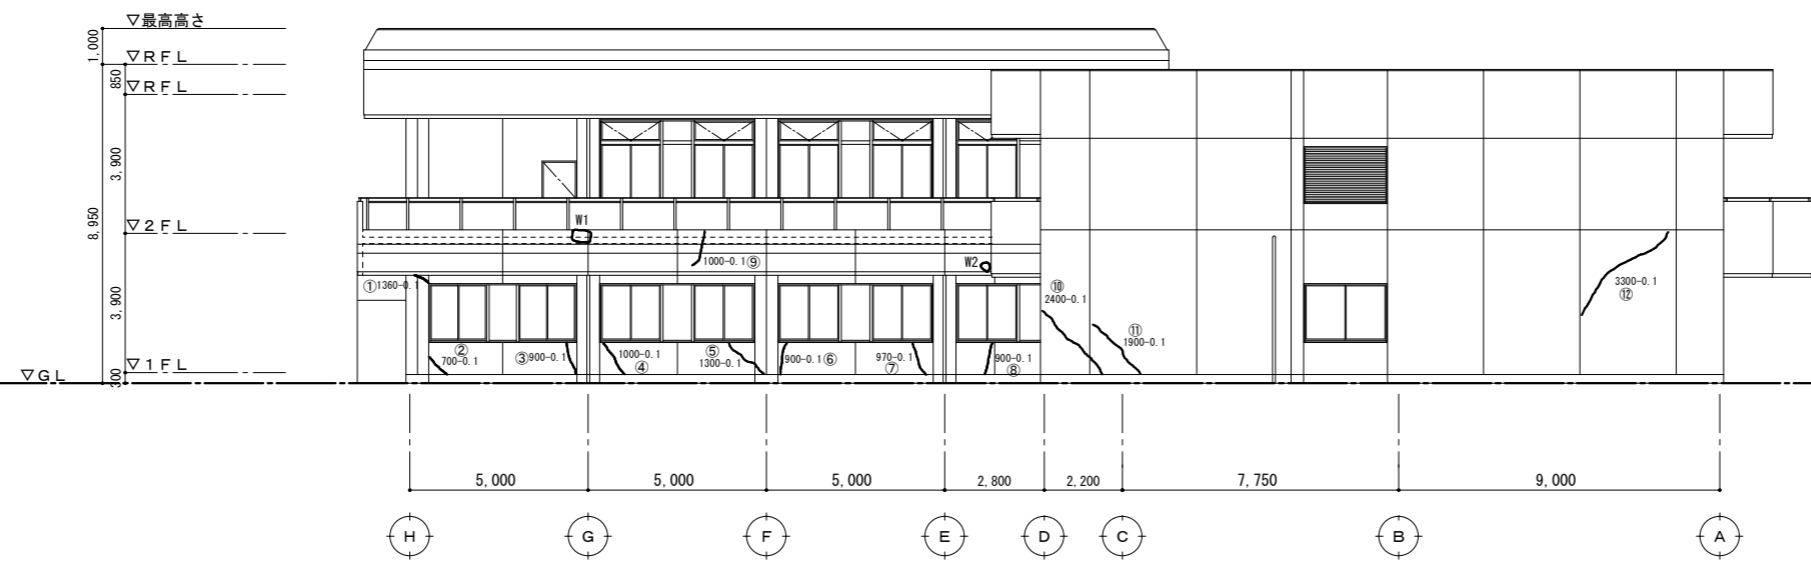 ▽最高高さ
1,000
▽RFL
850
▽RFL
3,900
8,950
▽2FL
3,900
▽1FL
300
▽GL
W1
1000-0.1⑨
W2
①1360-0.1
②
700-0.1
③900-0.1
1000-0.1
④
⑤
1300-0.1
900-0.1⑥
970-0.1
⑦
900-0.1
⑧
⑩
2400-0.1
⑪
1900-0.1
3300-0.1
⑫
5,000 5,000 5,000 2,800 2,200 7,750 9,000
H G F E D C B A